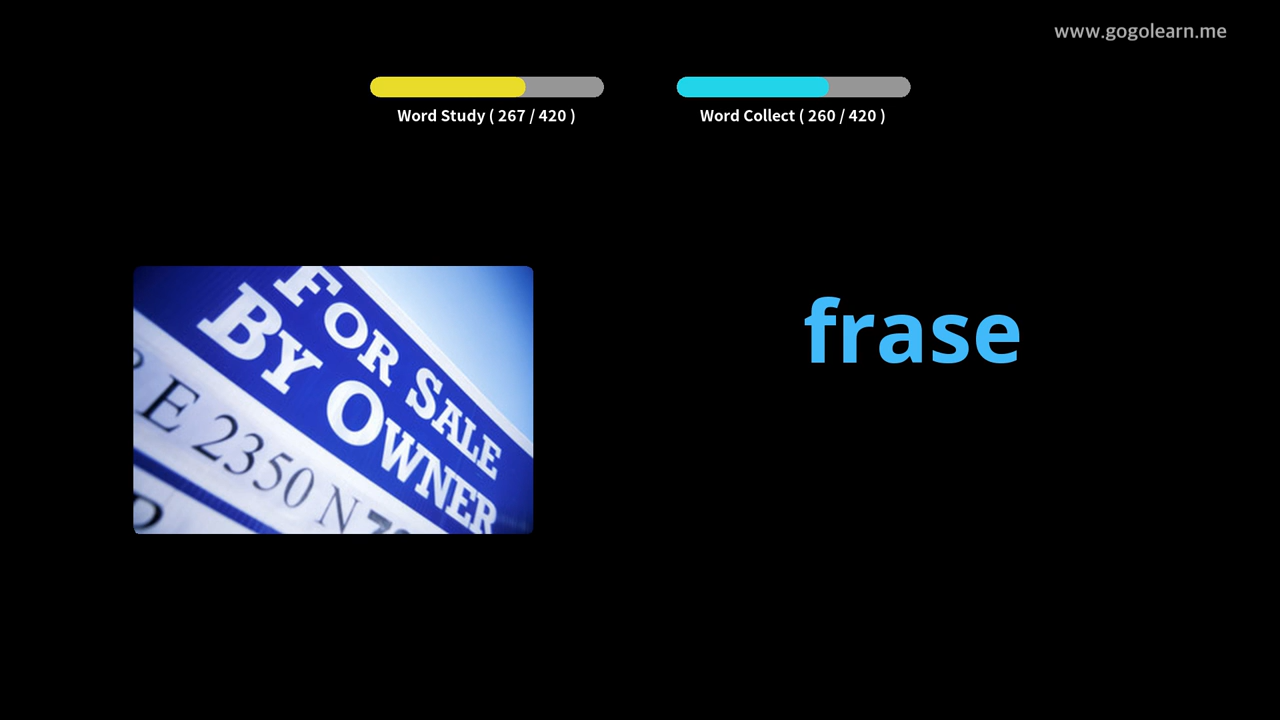 www.gogolearn.me
Word Study ( 267 / 420 )
Word Collect ( 260 / 420 )
FOR SALE
BY OWNER
E 2350 N
frase